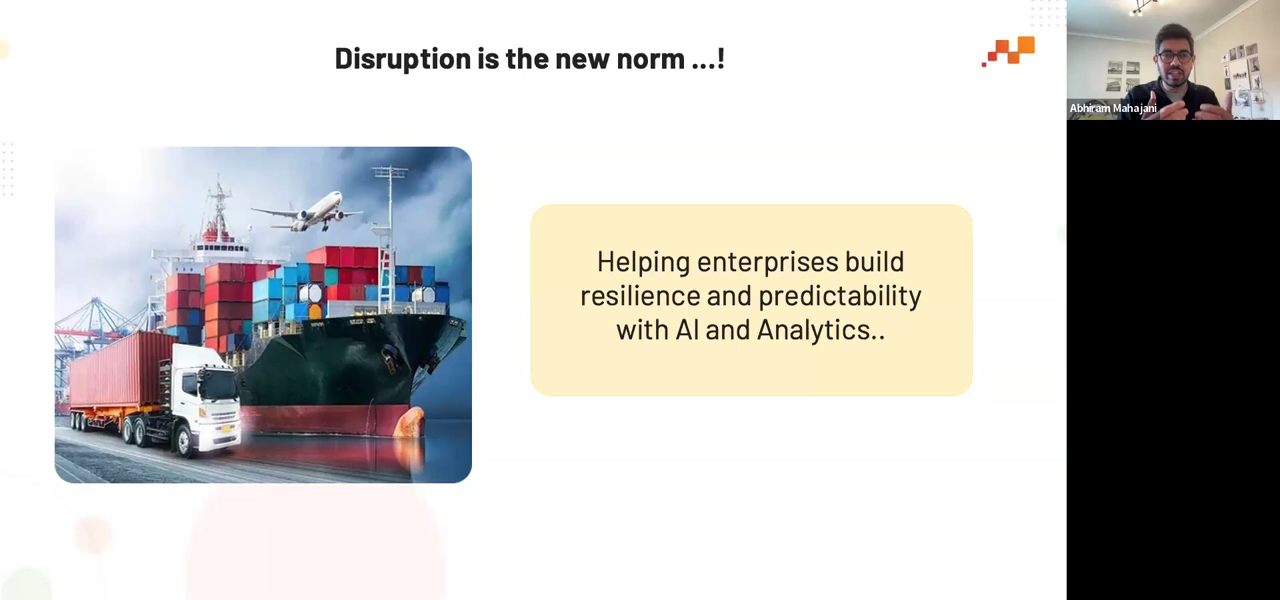 Disruption is the new norm ...!
Abhiram Mahajani
Helping enterprises build
resilience and predictability
with AI and Analytics..